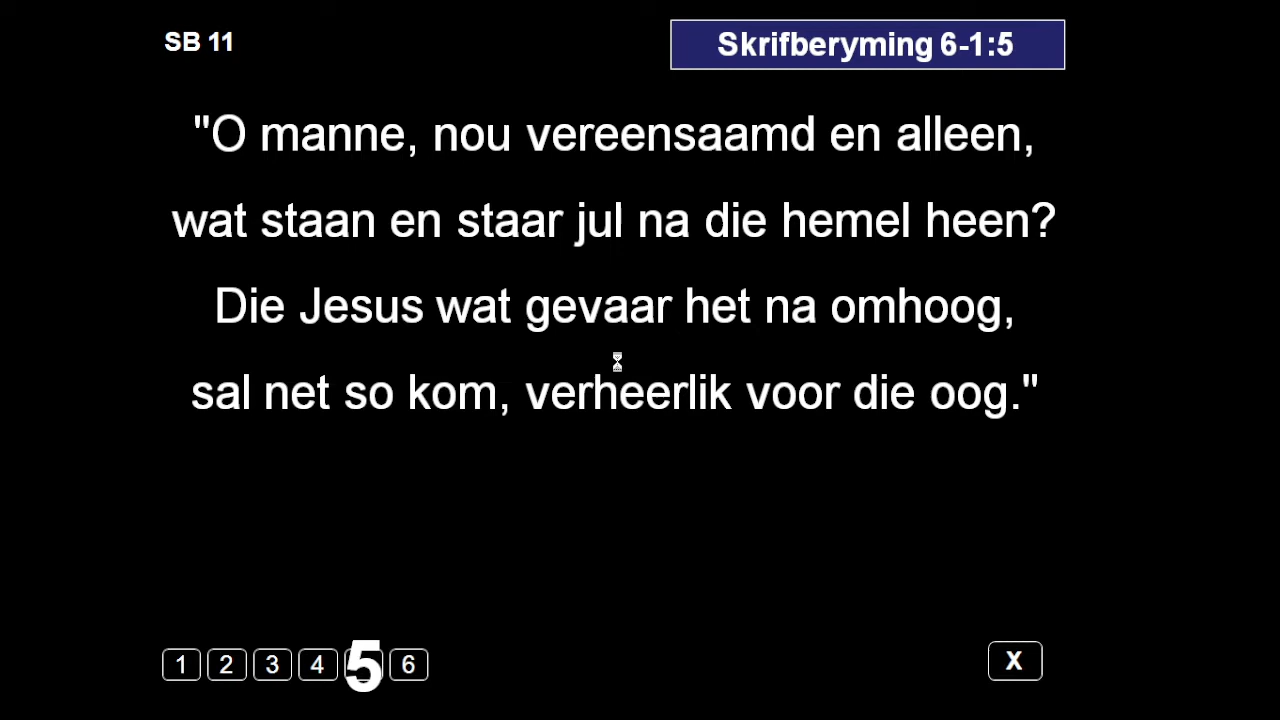 SB 11
Skrifberyming 6-1:5
"O manne, nou vereensaamd en alleen,
wat staan en staar jul na die hemel heen?
Die Jesus wat gevaar het na omhoog,
sal net so kom, verheerlik voor die oog."
1 2 3 4 5 6
X